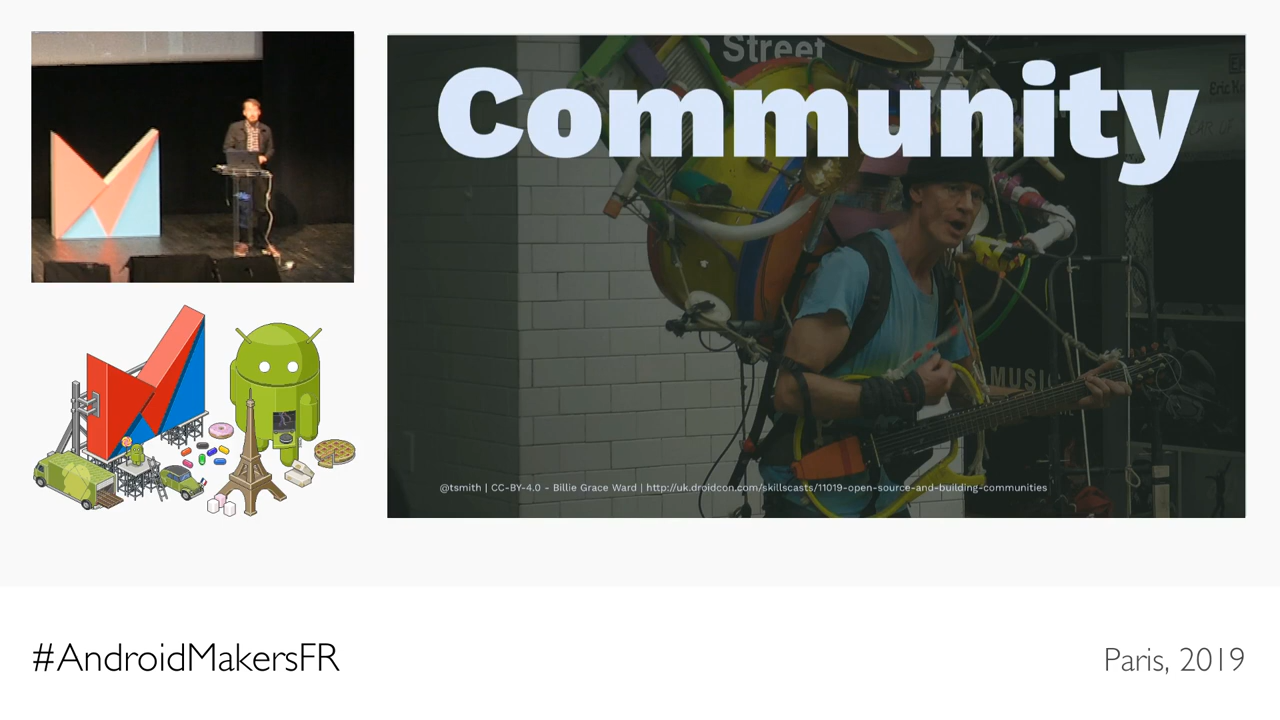 Street
Community
MUSIC
@tsmith | CC-BY-4.0 - Billie Grace Ward | http://uk.droidcon.com/skillscasts/11019-open-source-and-building-communities
#AndroidMakersFR
Paris, 2019